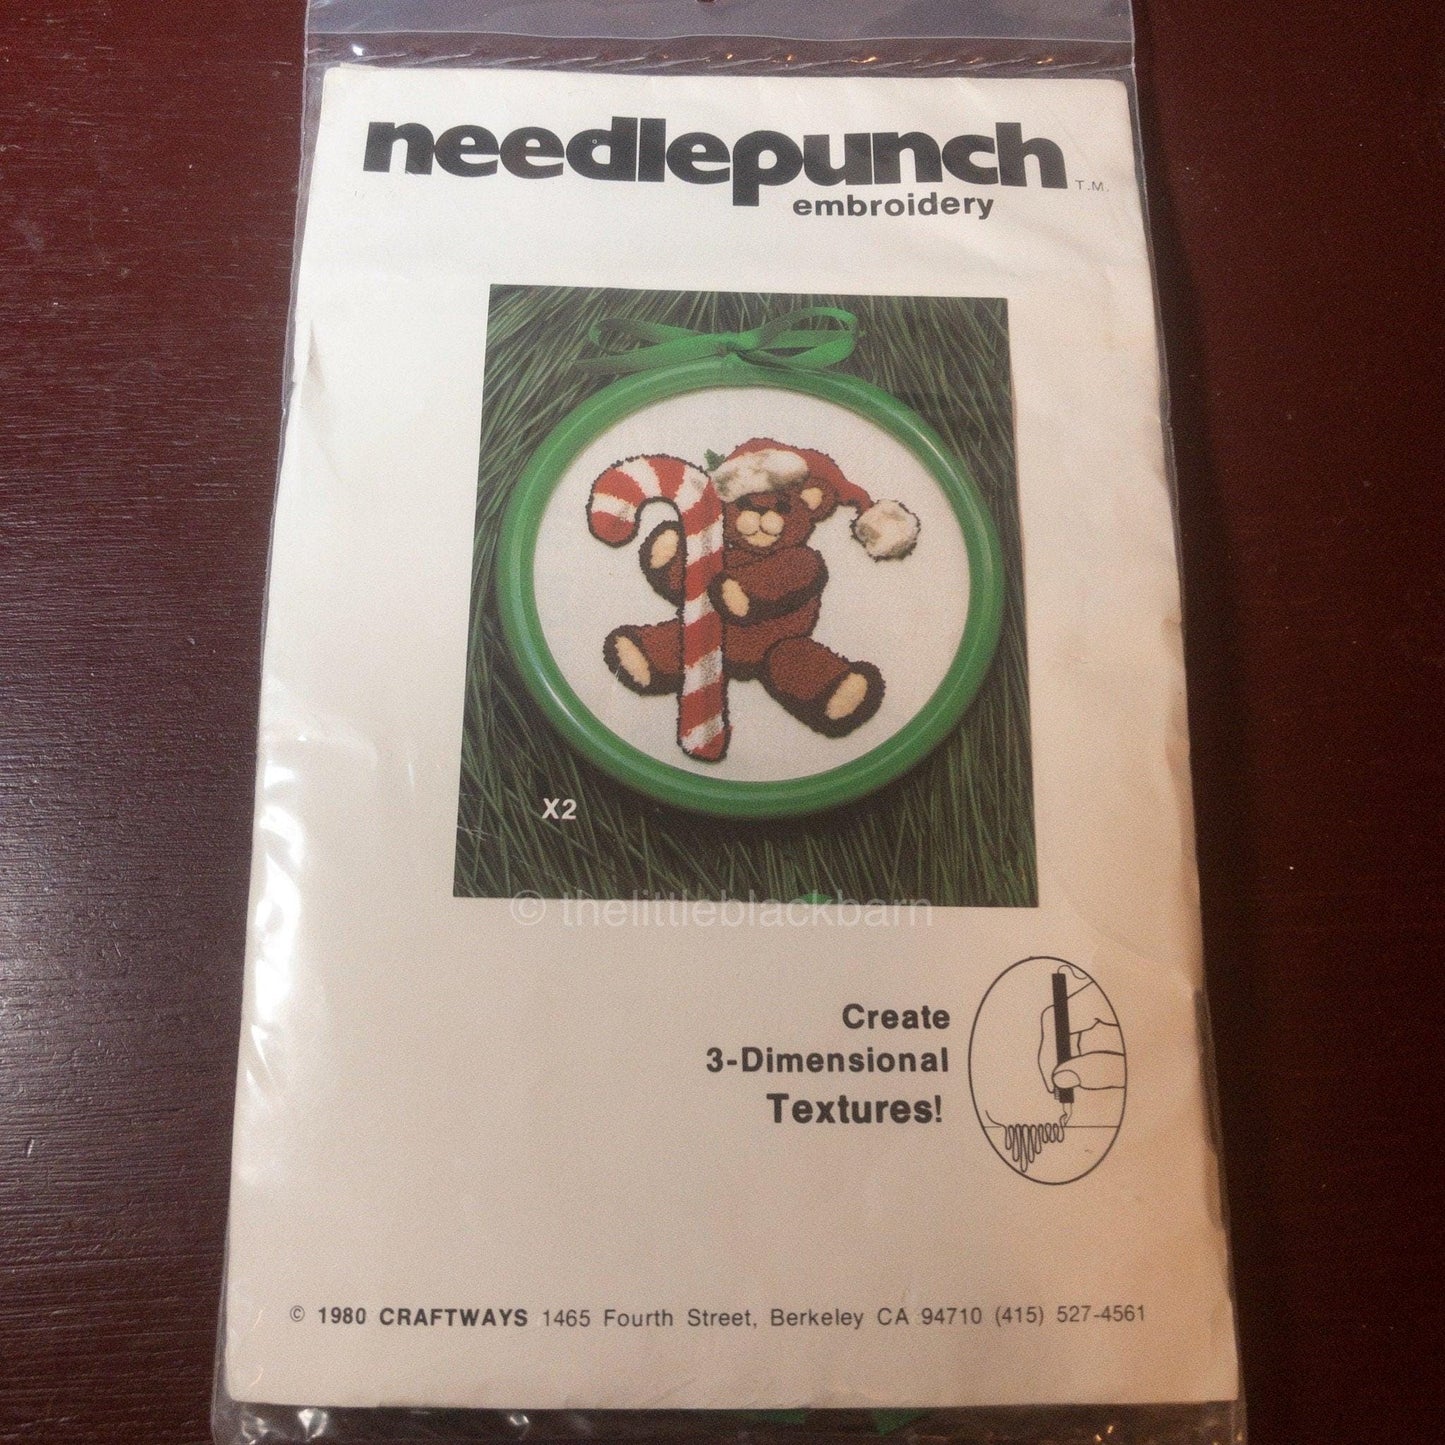 needlepunch T.M.
embroidery
X2
© thelittleblackbarn
Create
3-Dimensional
Textures!
© 1980 CRAFTWAYS 1465 Fourth Street, Berkeley CA 94710 (415) 527-4561